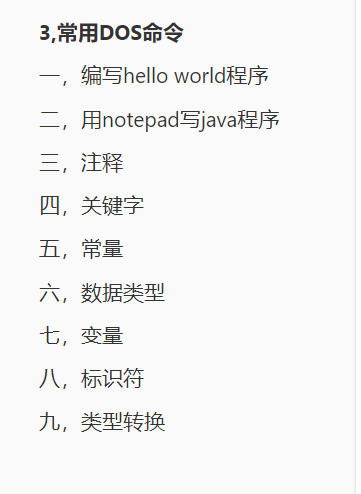 3,常用DOS命令
一，编写hello world程序
二，用notepad写java程序
三，注释
四，关键字
五，常量
六，数据类型
七，变量
八，标识符
九，类型转换